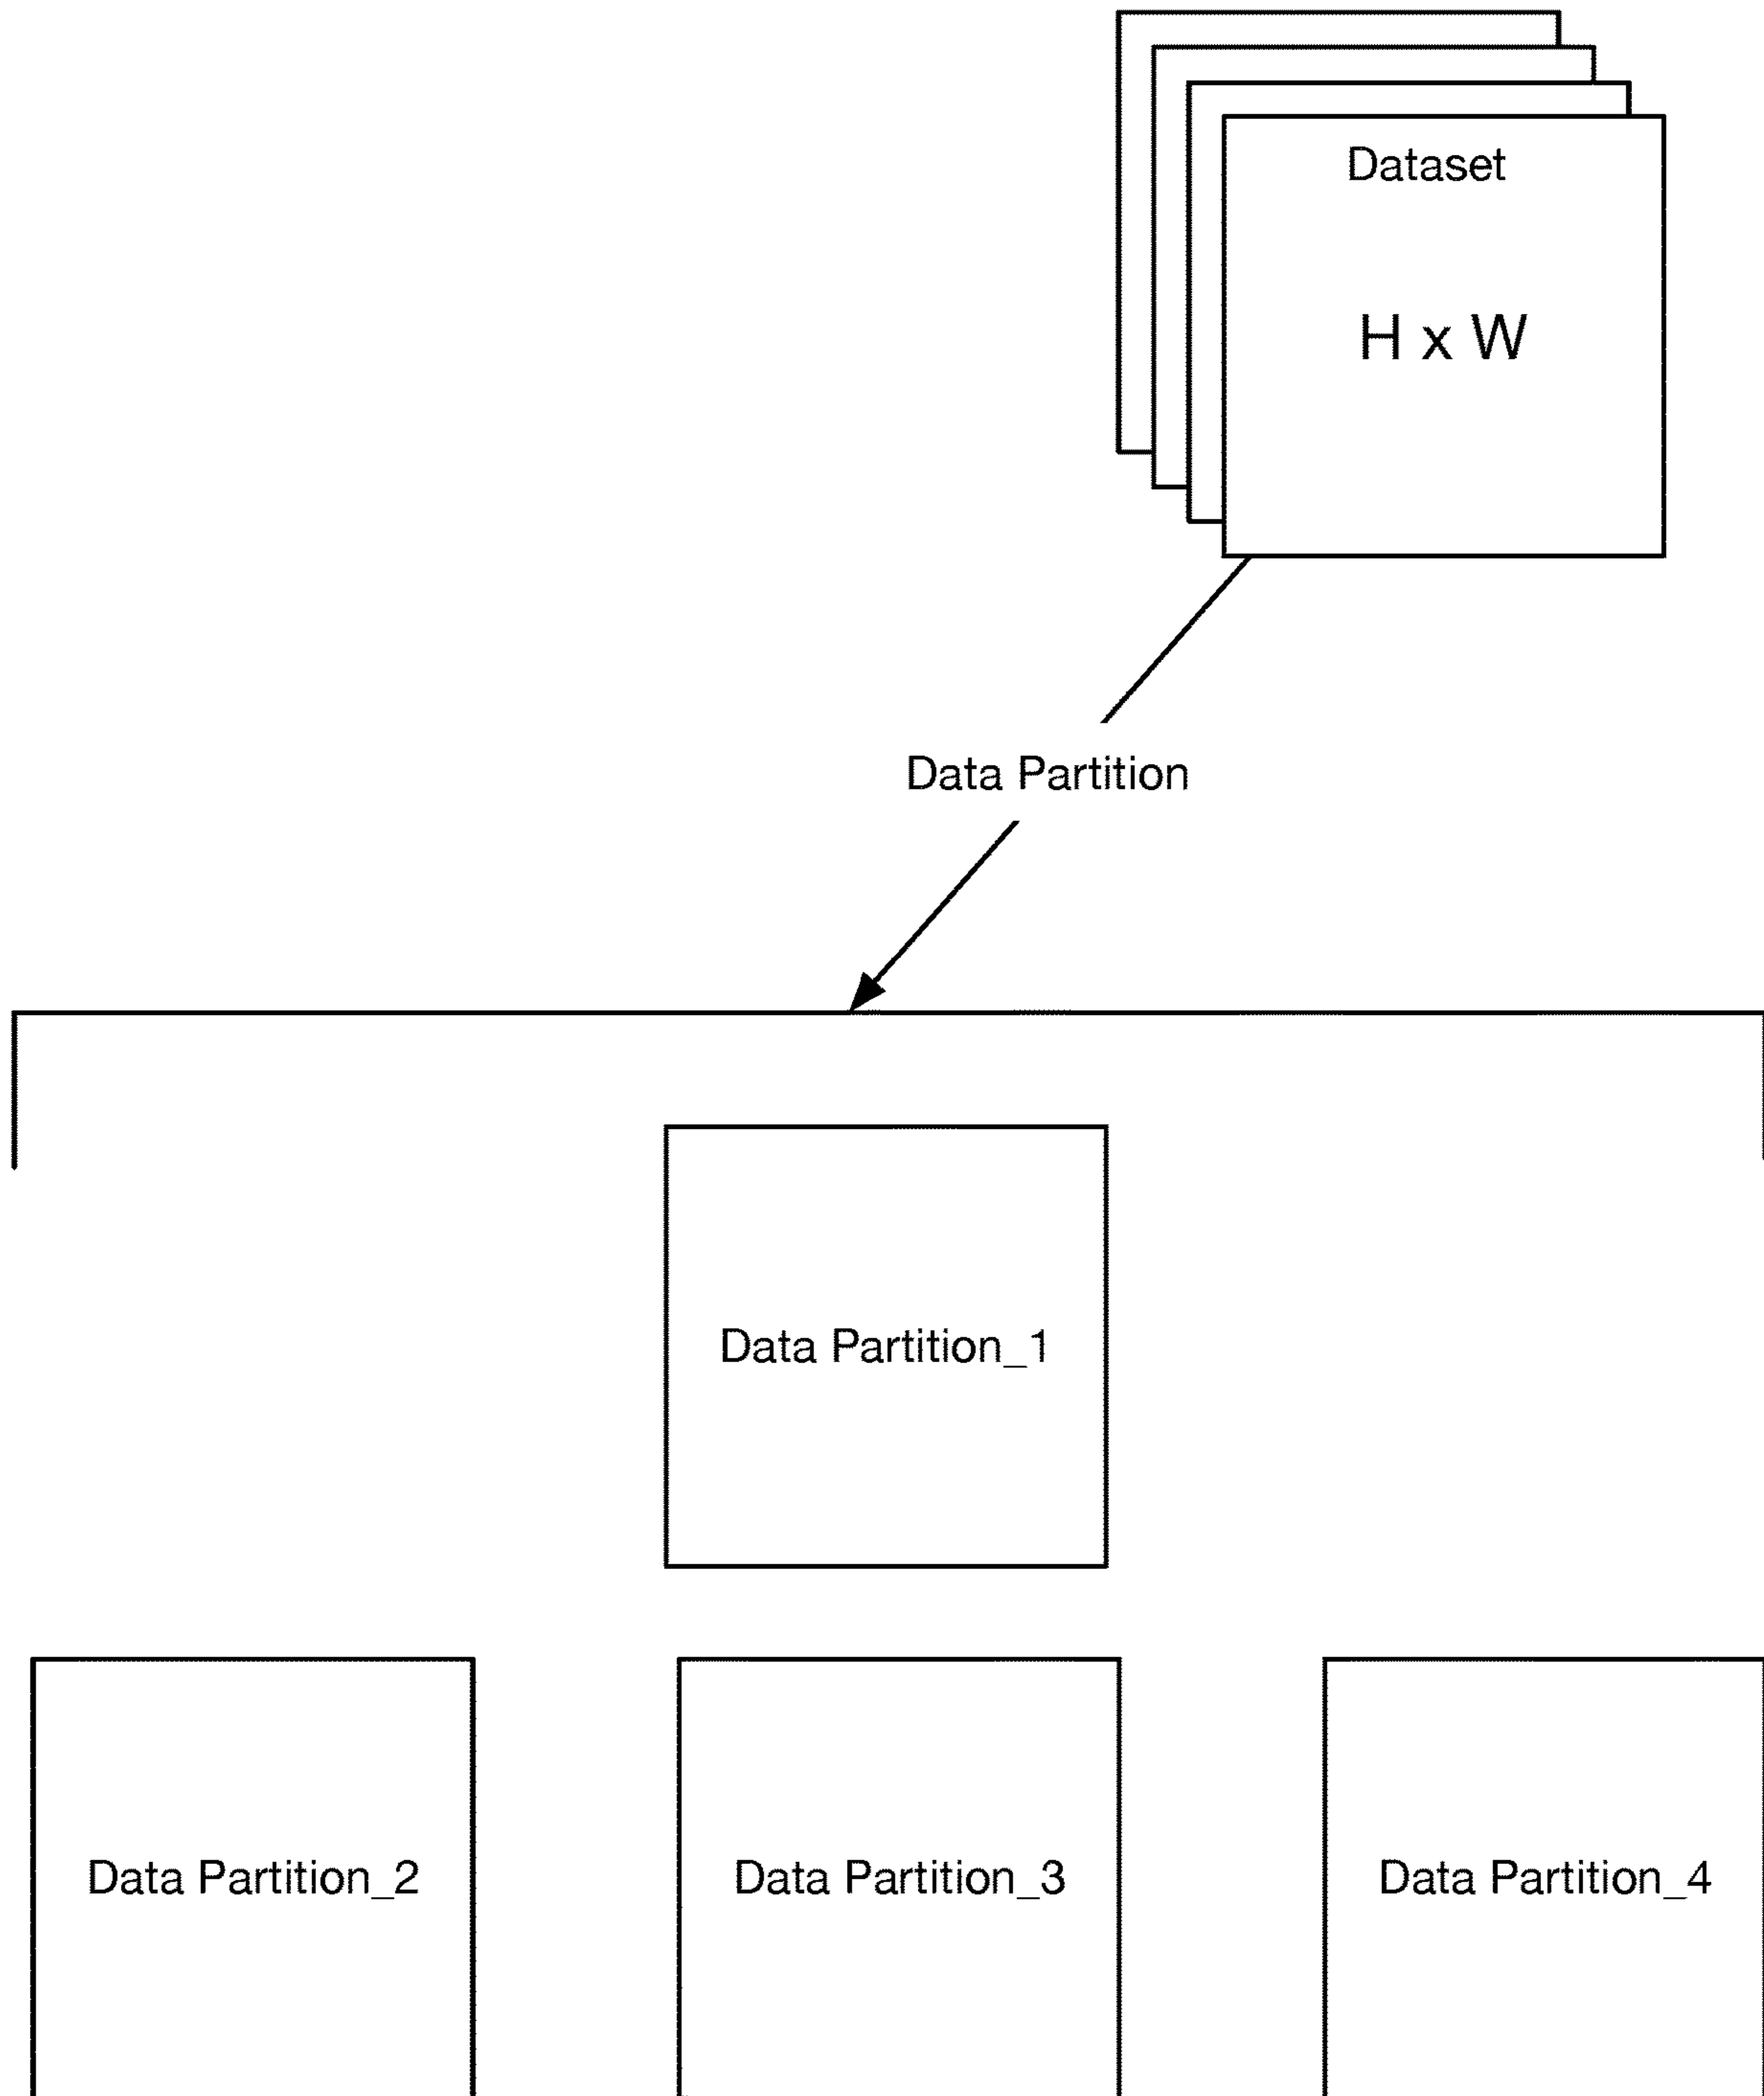 Dataset
H x W
Data Partition
Data Partition_1
Data Partition_2
Data Partition_3
Data Partition_4